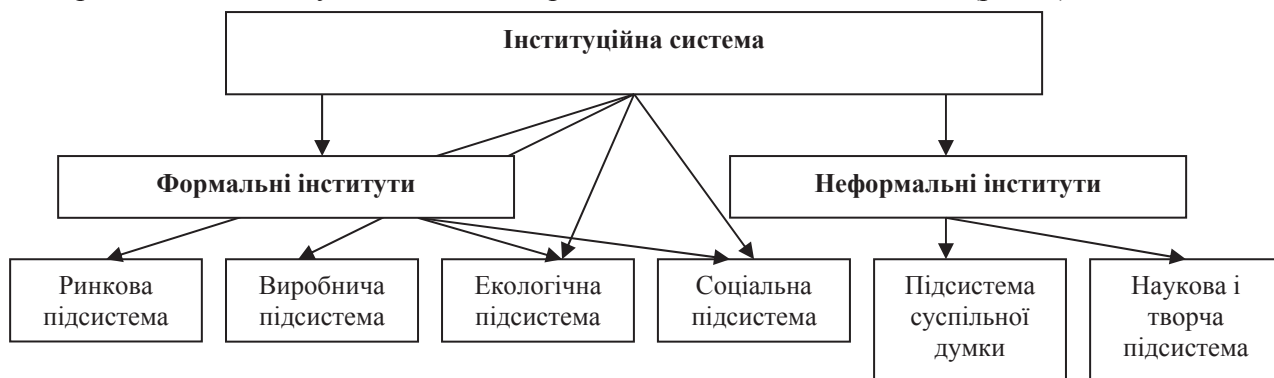 Інституційна система
Формальні інститути
Неформальні інститути
Ринкова
підсистема
Виробнича
підсистема
Екологічна
підсистема
Соціальна
підсистема
Підсистема
суспільної
думки
Наукова і
творча
підсистема